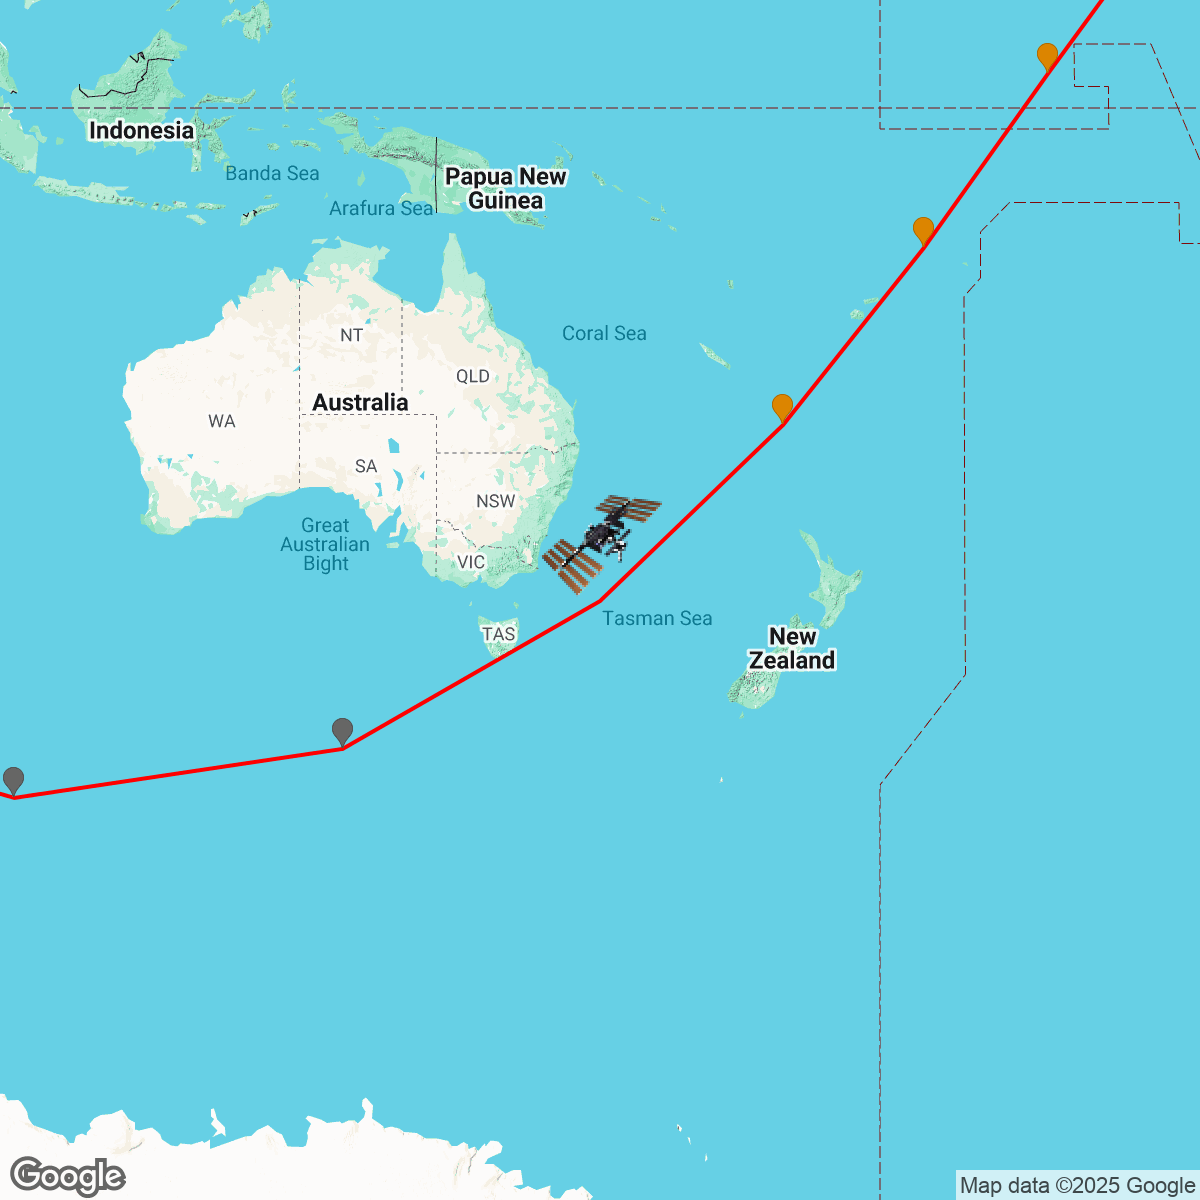 Indonesia
Banda Sea
Papua New
Guinea
Arafura Sea
Coral Sea
NT
QLD
Australia
WA
SA
NSW
Great
Australian
Bight
VIC
Tasman Sea
TAS
New
Zealand
Google
Map data ©2025 Google